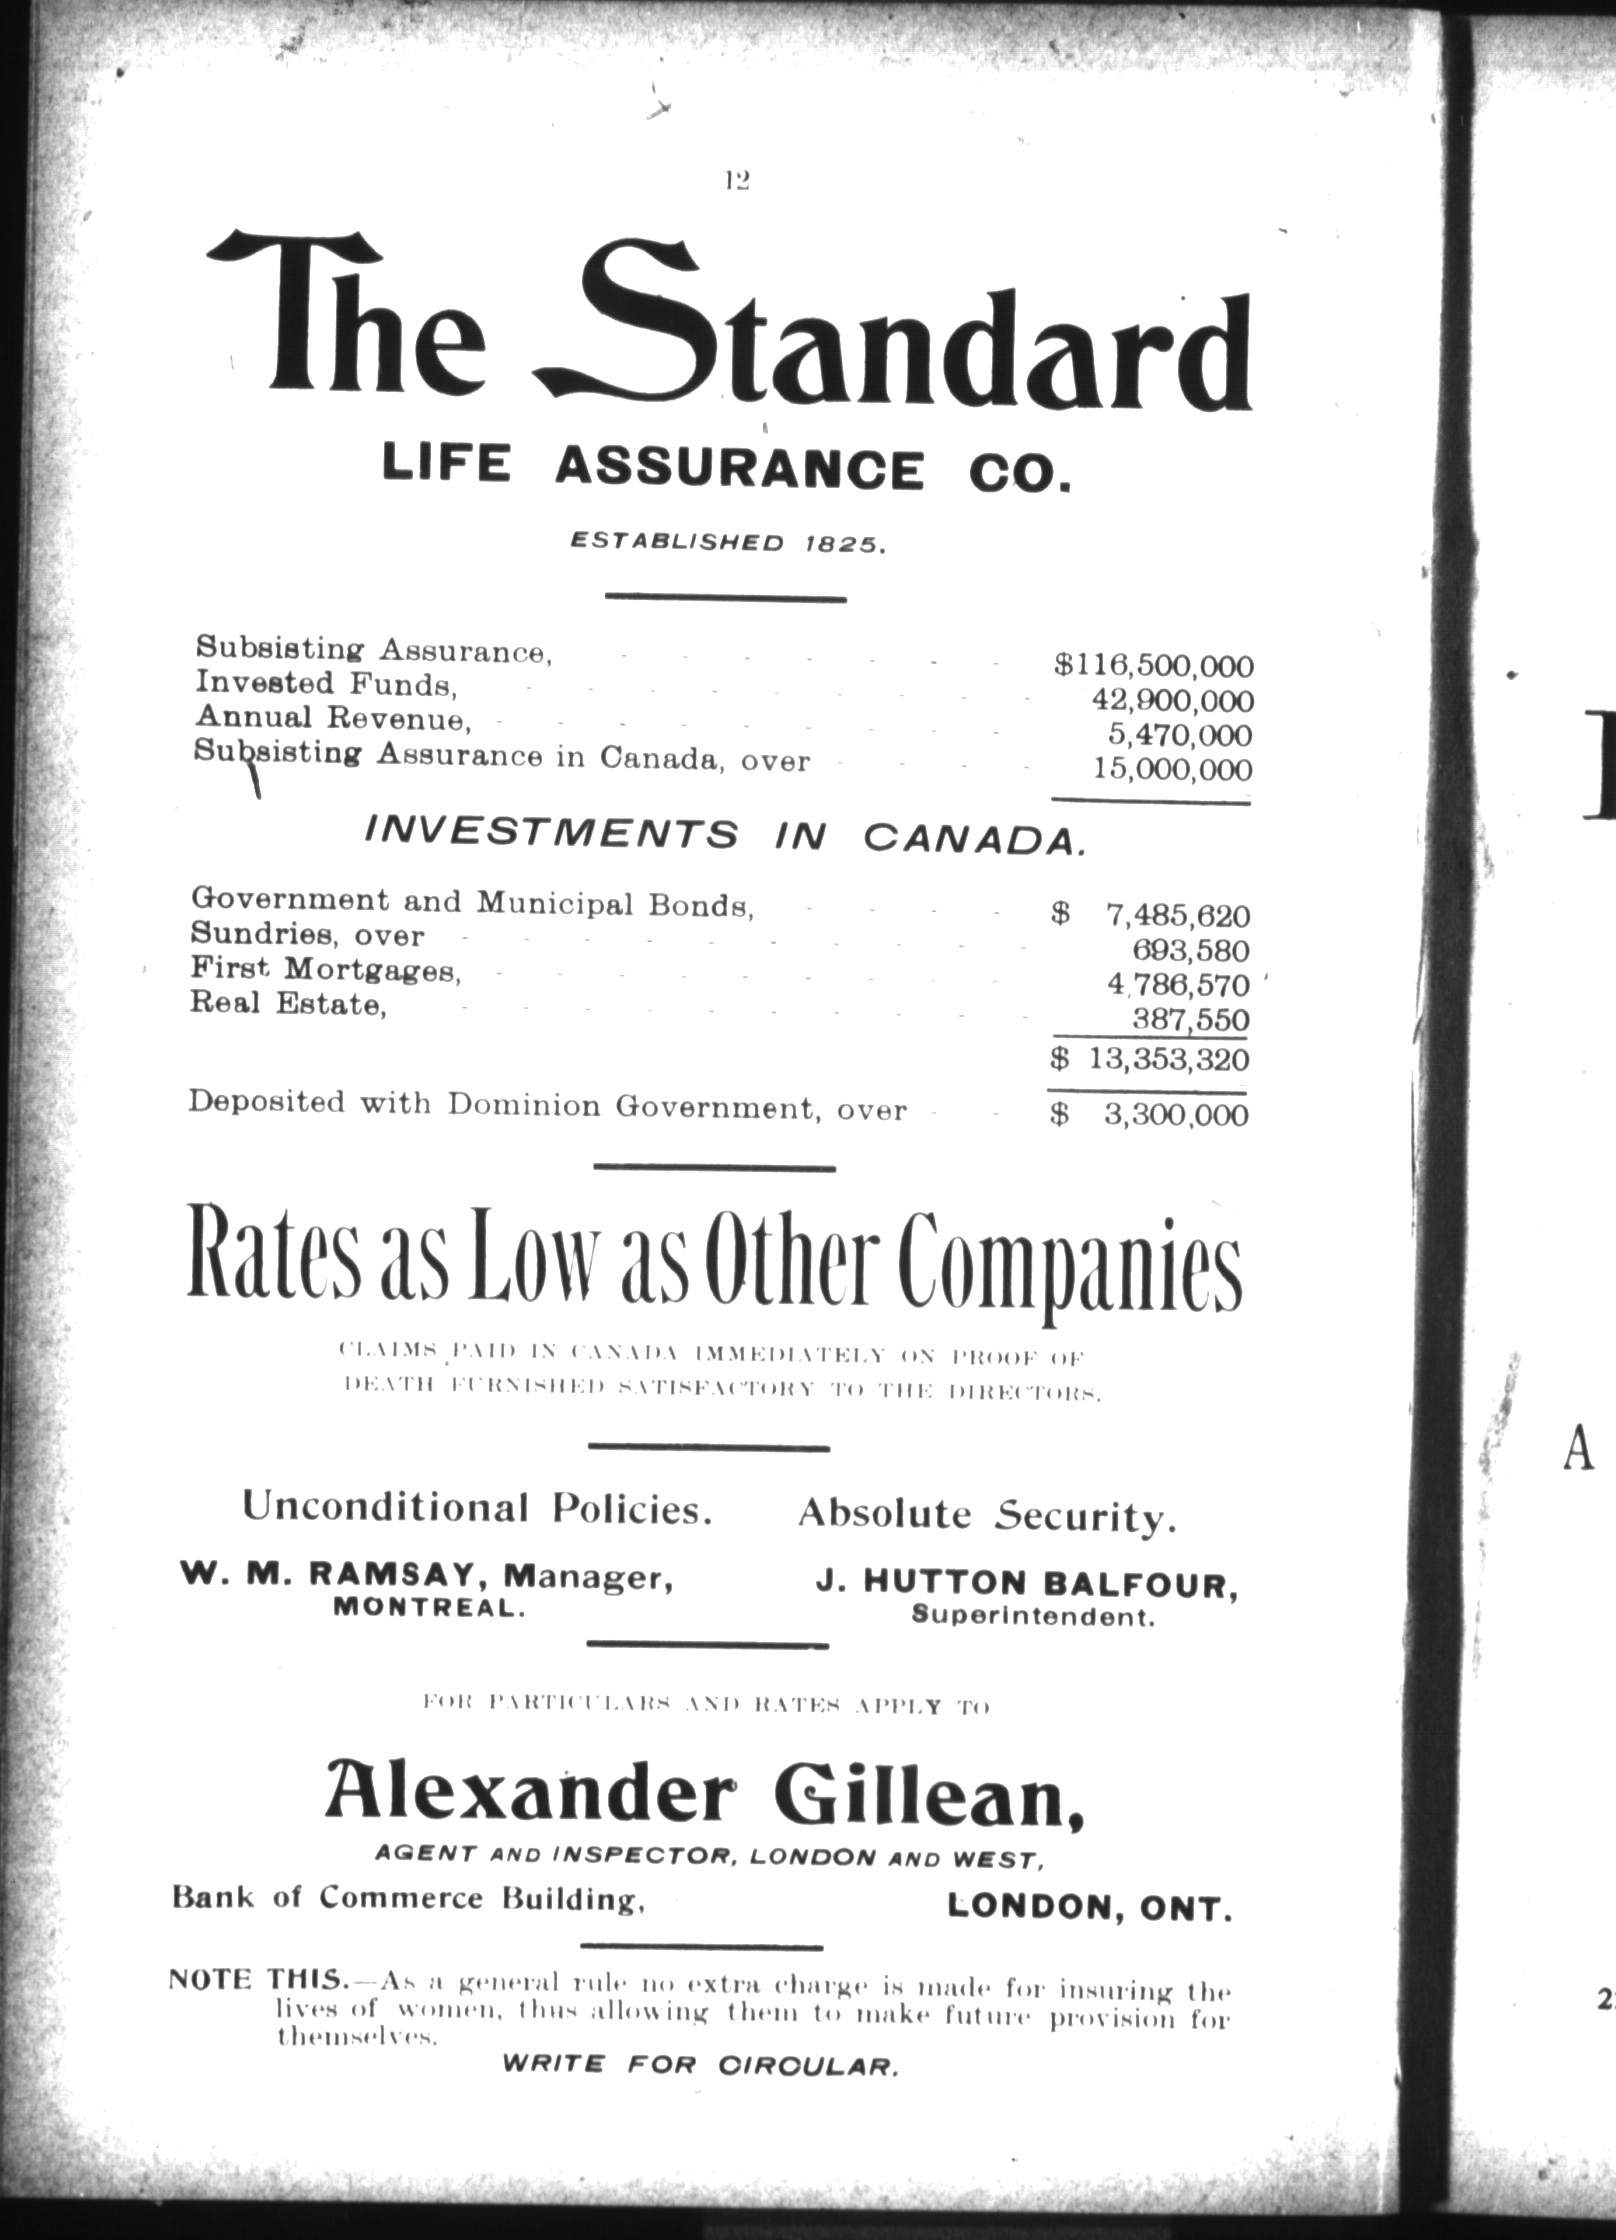 12
The Standard
LIFE ASSURANCE CO.
ESTABLISHED 1825.
Subsisting Assurance, - - - - - - - $116,500,000
Invested Funds, - - - - - - - - - 42,900,000
Annual Revenue, - - - - - - - - - 5,470,000
Subsisting Assurance in Canada, over - - - - 15,000,000
INVESTMENTS IN CANADA.
Government and Municipal Bonds, - - - - $ 7,485,620
Sundries, over - - - - - - - - - - 693,580
First Mortgages, - - - - - - - - - 4,786,570
Real Estate, - - - - - - - - - - 387,550
$ 13,353,320
Deposited with Dominion Government, over - - $ 3,300,000
Rates as Low as Other Companies
CLAIMS PAID IN CANADA IMMEDIATELY ON PROOF OF
DEATH FURNISHED SATISFACTORY TO THE DIRECTORS.
Unconditional Policies. Absolute Security.
W. M. RAMSAY, Manager, J. HUTTON BALFOUR,
MONTREAL. Superintendent.
FOR PARTICULARS AND RATES APPLY TO
Alexander Gillean,
AGENT AND INSPECTOR, LONDON AND WEST,
Bank of Commerce Building, LONDON, ONT.
NOTE THIS.—As a general rule no extra charge is made for insuring the
lives of women, thus allowing them to make future provision for
themselves.
WRITE FOR CIRCULAR.
A